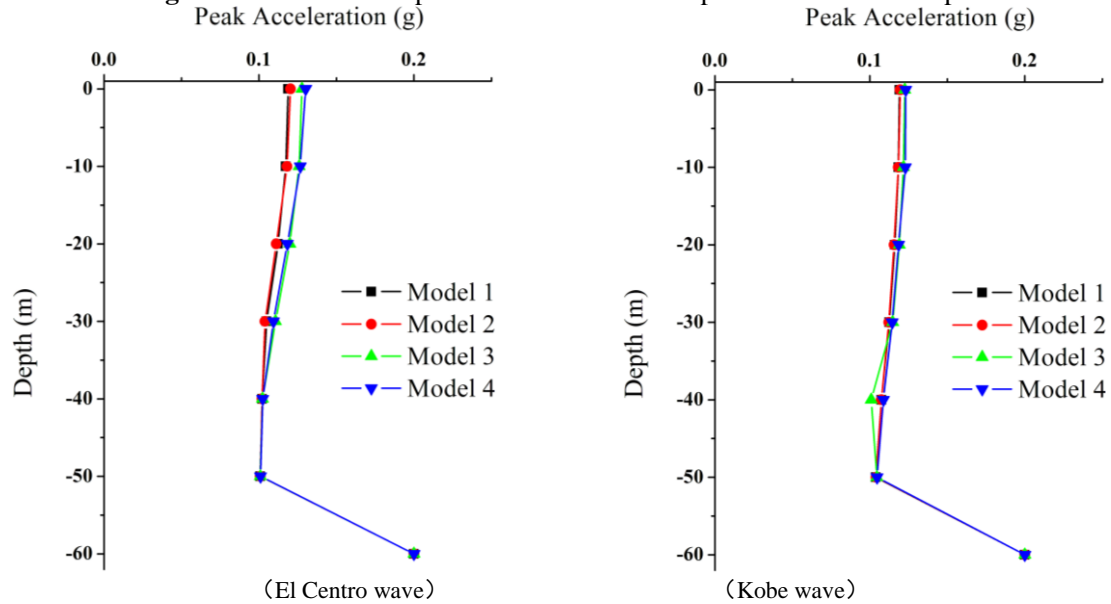 Peak Acceleration (g)
0.0 0.1 0.2
0
-10
-20
-30
-40
-50
-60
Depth (m)
Model 1
Model 2
Model 3
Model 4
(El Centro wave)
Peak Acceleration (g)
0.0 0.1 0.2
0
-10
-20
-30
-40
-50
-60
Depth (m)
Model 1
Model 2
Model 3
Model 4
(Kobe wave)